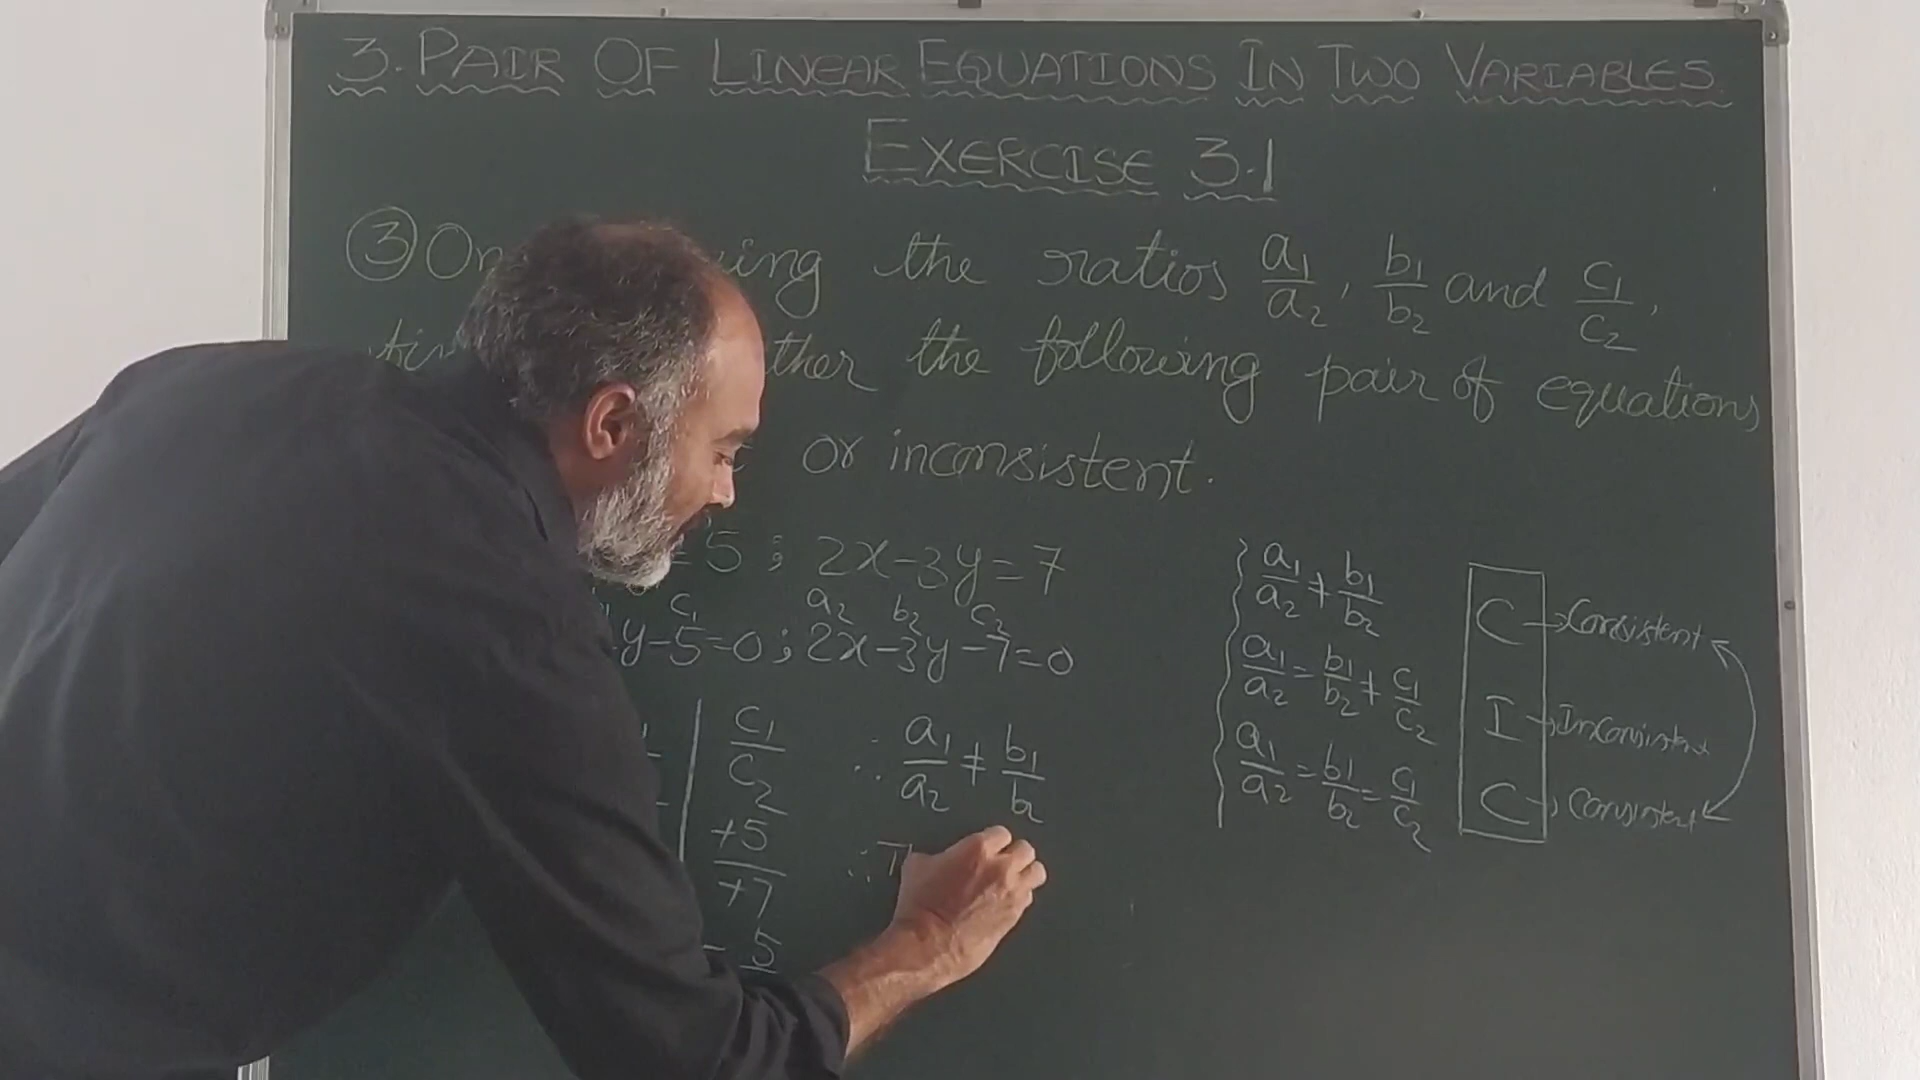 3. PAIR OF LINEAR EQUATIONS IN TWO VARIABLES
EXERCISE 3.1
③ On the ratios a₁/a₂, b₁/b₂ and c₁/c₂,
the following pair of equations
or inconsistent.
=5 ; 2x-3y=7
c₁ a₂ b₂ c₂
y-5=0 ; 2x-3y-7=0
c₁/c₂ ∴ a₁/a₂ ≠ b₁/b₂
+5/+7 ∴
5
a₁/a₂ ≠ b₁/b₂ C → Consistent
a₁/a₂ = b₁/b₂ ≠ c₁/c₂ I → Inconsistent
a₁/a₂ = b₁/b₂ = c₁/c₂ C → Consistent